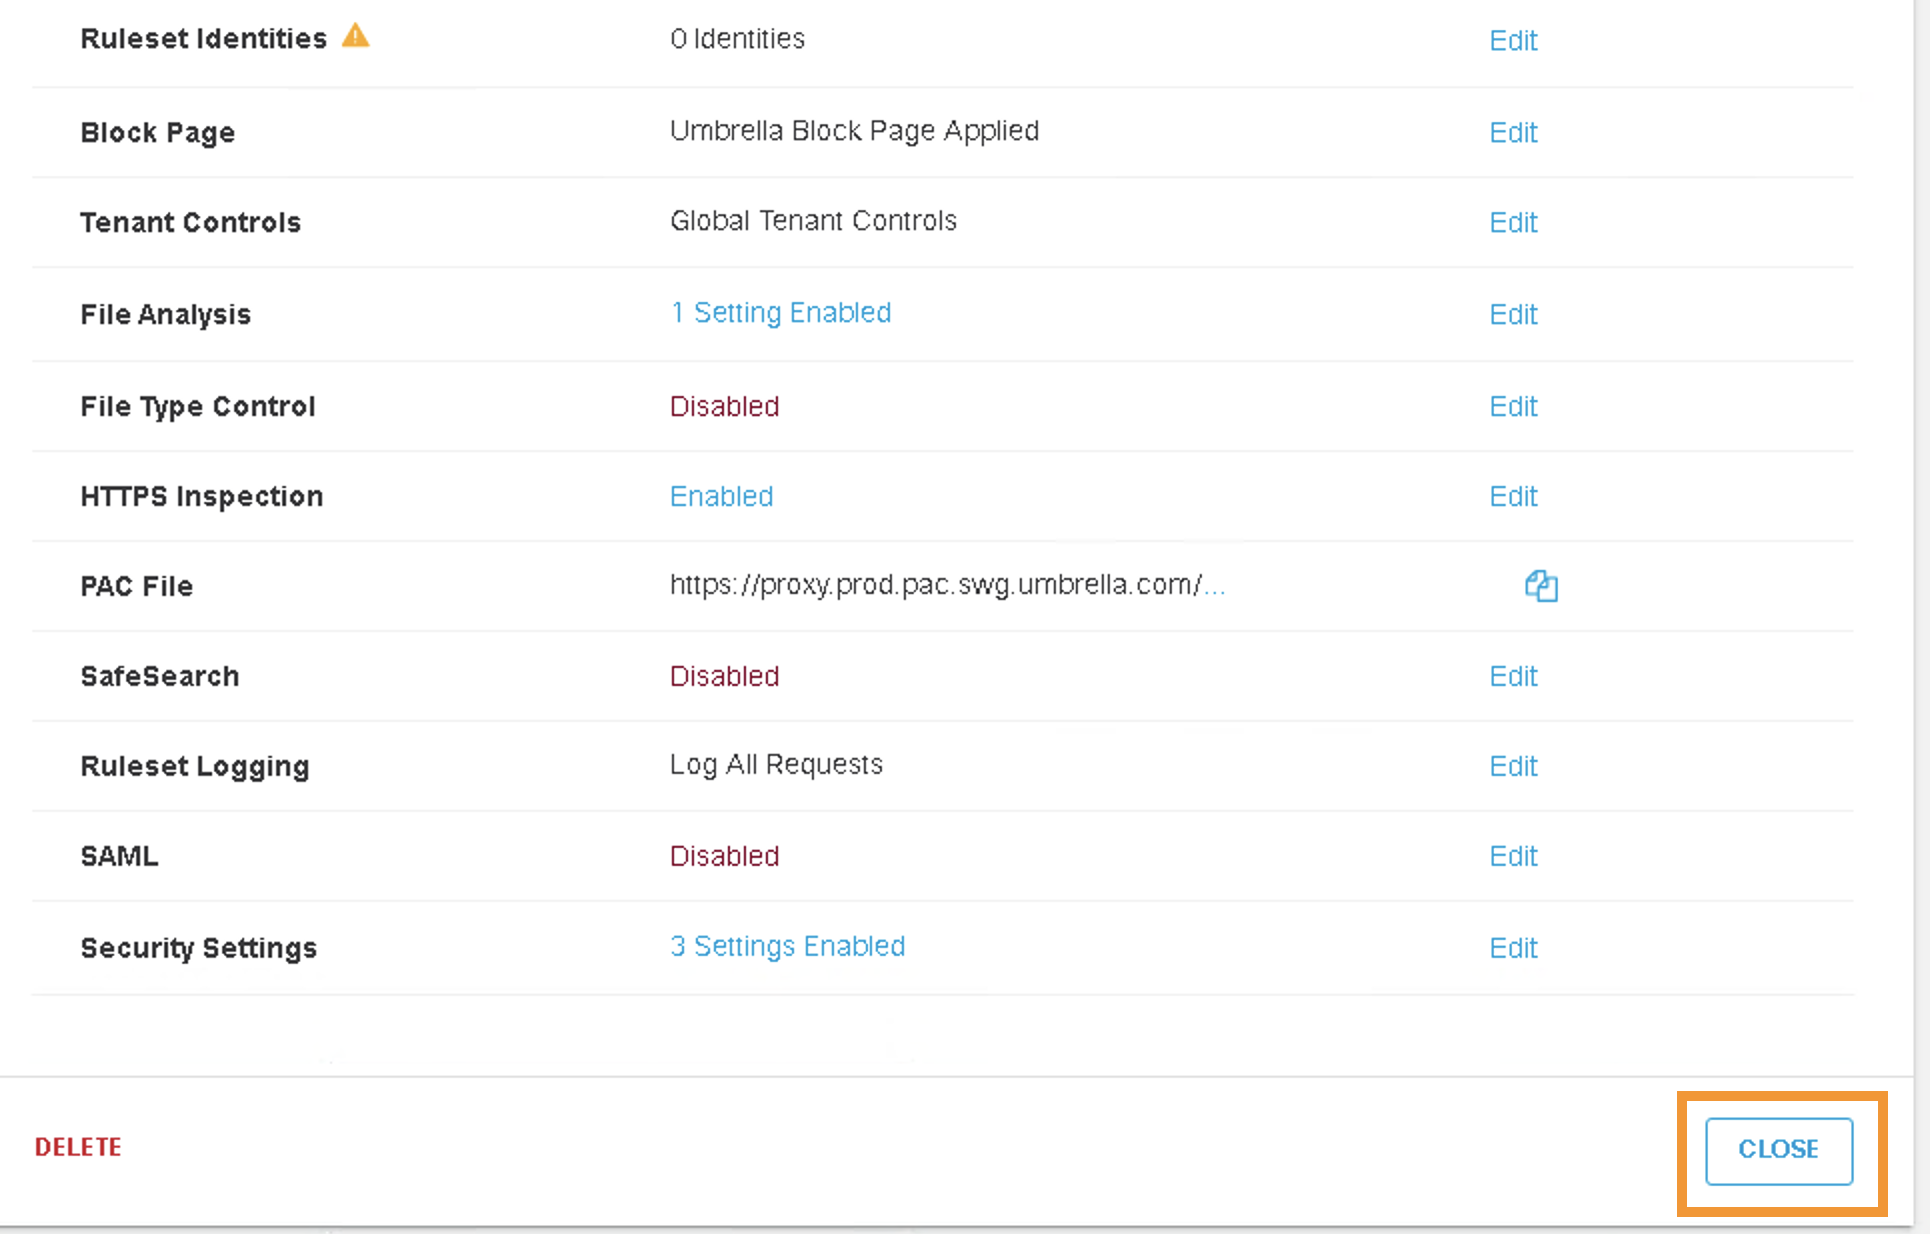 Ruleset Identities 0 Identities Edit
Block Page Umbrella Block Page Applied Edit
Tenant Controls Global Tenant Controls Edit
File Analysis 1 Setting Enabled Edit
File Type Control Disabled Edit
HTTPS Inspection Enabled Edit
PAC File https://proxy.prod.pac.swg.umbrella.com/...
SafeSearch Disabled Edit
Ruleset Logging Log All Requests Edit
SAML Disabled Edit
Security Settings 3 Settings Enabled Edit
DELETE CLOSE